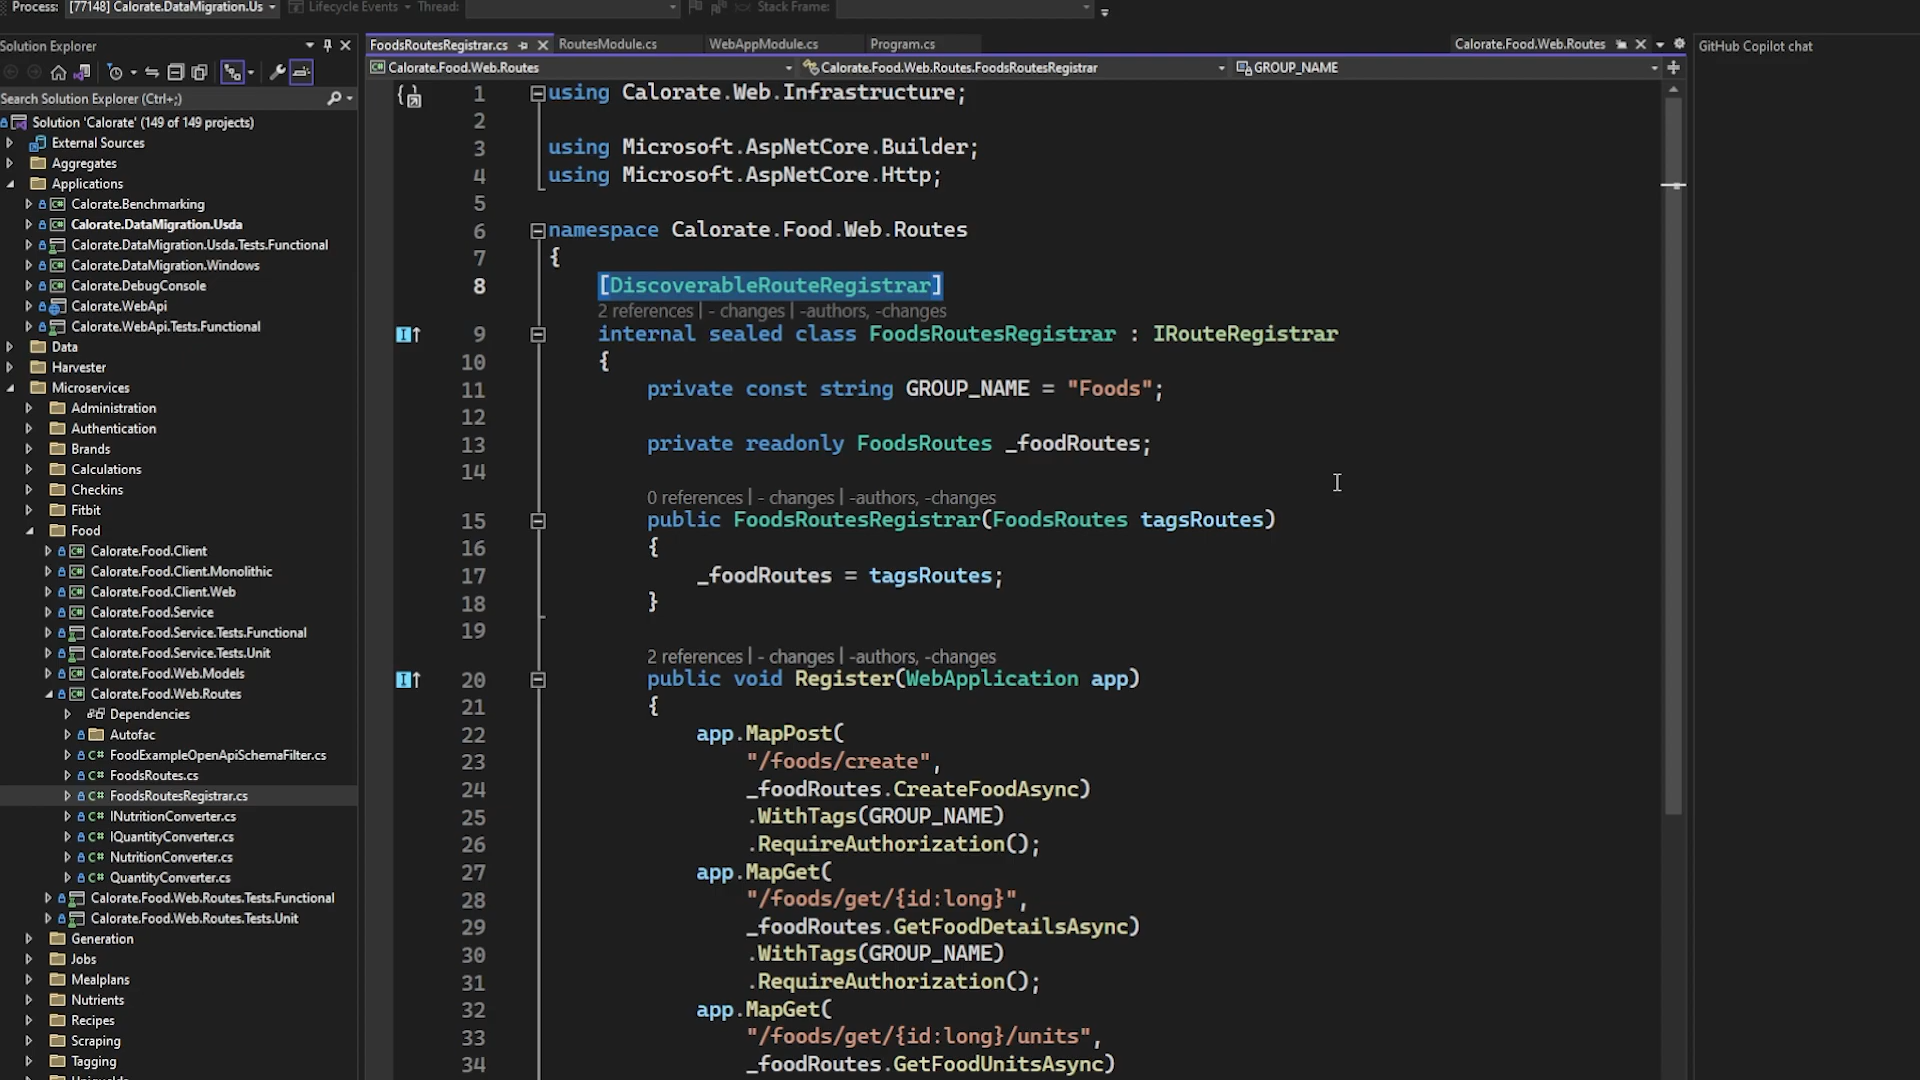 Process: [77148] Calorate.DataMigration.Us Lifecycle Events Thread: Stack Frame:
Solution Explorer
Search Solution Explorer (Ctrl+;)
Solution 'Calorate' (149 of 149 projects)
External Sources
Aggregates
Applications
Calorate.Benchmarking
Calorate.DataMigration.Usda
Calorate.DataMigration.Usda.Tests.Functional
Calorate.DataMigration.Windows
Calorate.DebugConsole
Calorate.WebApi
Calorate.WebApi.Tests.Functional
Data
Harvester
Microservices
Administration
Authentication
Brands
Calculations
Checkins
Fitbit
Food
Calorate.Food.Client
Calorate.Food.Client.Monolithic
Calorate.Food.Client.Web
Calorate.Food.Service
Calorate.Food.Service.Tests.Functional
Calorate.Food.Service.Tests.Unit
Calorate.Food.Web.Models
Calorate.Food.Web.Routes
Dependencies
Autofac
C# FoodExampleOpenApiSchemaFilter.cs
C# FoodsRoutes.cs
C# FoodsRoutesRegistrar.cs
C# INutritionConverter.cs
C# IQuantityConverter.cs
C# NutritionConverter.cs
C# QuantityConverter.cs
Calorate.Food.Web.Routes.Tests.Functional
Calorate.Food.Web.Routes.Tests.Unit
Generation
Jobs
Mealplans
Nutrients
Recipes
Scraping
Tagging
FoodsRoutesRegistrar.cs RoutesModule.cs WebAppModule.cs Program.cs Calorate.Food.Web.Routes
Calorate.Food.Web.Routes Calorate.Food.Web.Routes.FoodsRoutesRegistrar GROUP_NAME
1 using Calorate.Web.Infrastructure;
2
3 using Microsoft.AspNetCore.Builder;
4 using Microsoft.AspNetCore.Http;
5
6 namespace Calorate.Food.Web.Routes
7 {
8 [DiscoverableRouteRegistrar]
2 references | - changes | -authors, -changes
9 internal sealed class FoodsRoutesRegistrar : IRouteRegistrar
10 {
11 private const string GROUP_NAME = "Foods";
12
13 private readonly FoodsRoutes _foodRoutes;
14
0 references | - changes | -authors, -changes
15 public FoodsRoutesRegistrar(FoodsRoutes tagsRoutes)
16 {
17 _foodRoutes = tagsRoutes;
18 }
19
2 references | - changes | -authors, -changes
20 public void Register(WebApplication app)
21 {
22 app.MapPost(
23 "/foods/create",
24 _foodRoutes.CreateFoodAsync)
25 .WithTags(GROUP_NAME)
26 .RequireAuthorization();
27 app.MapGet(
28 "/foods/get/{id:long}",
29 _foodRoutes.GetFoodDetailsAsync)
30 .WithTags(GROUP_NAME)
31 .RequireAuthorization();
32 app.MapGet(
33 "/foods/get/{id:long}/units",
34 _foodRoutes.GetFoodUnitsAsync)
GitHub Copilot chat